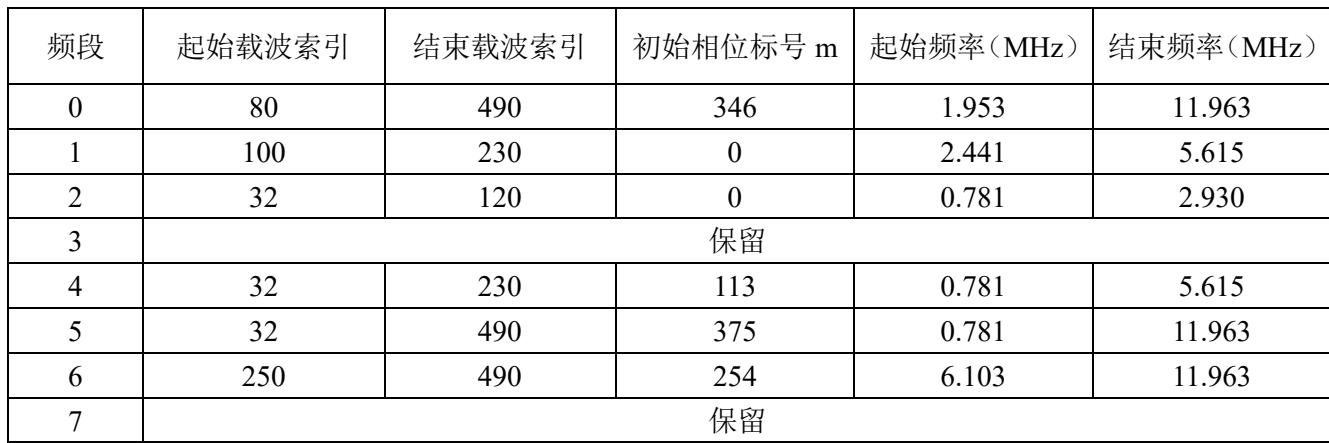 频段 起始载波索引 结束载波索引 初始相位标号 m 起始频率（MHz） 结束频率（MHz）
0 80 490 346 1.953 11.963
1 100 230 0 2.441 5.615
2 32 120 0 0.781 2.930
3 保留
4 32 230 113 0.781 5.615
5 32 490 375 0.781 11.963
6 250 490 254 6.103 11.963
7 保留